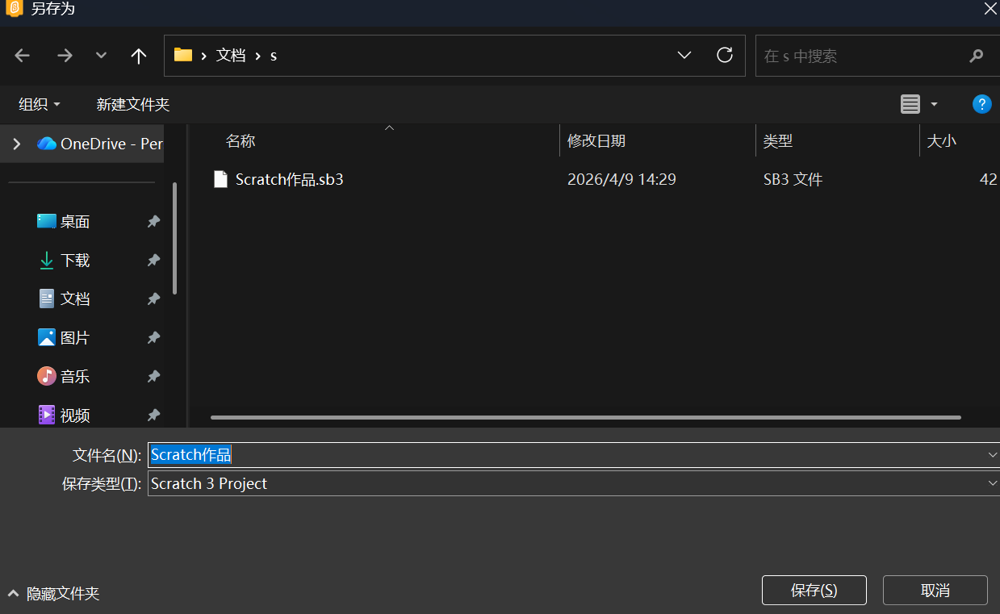 另存为
文档 s
在 s 中搜索
组织 新建文件夹
OneDrive - Per
名称 修改日期 类型 大小
Scratch作品.sb3 2026/4/9 14:29 SB3 文件 42
桌面
下载
文档
图片
音乐
视频
文件名(N): Scratch作品
保存类型(T): Scratch 3 Project
隐藏文件夹
保存(S) 取消